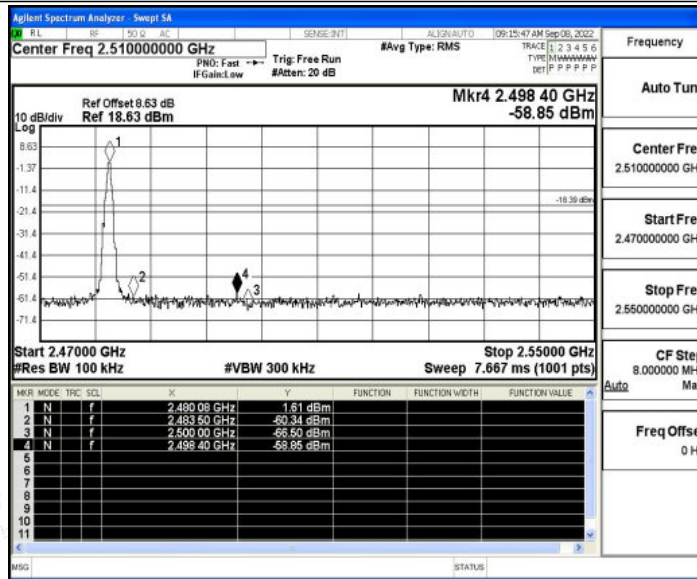 Agilent Spectrum Analyzer - Swept SA
RL RF 50 Ω AC SENSE:INT ALIGNAUTO 09:15:47 AM Sep 08, 2022
Center Freq 2.510000000 GHz
PNO: Fast
IFGain:Low
Trig: Free Run
#Atten: 20 dB
#Avg Type: RMS
TRACE 1 2 3 4 5 6
TYPE MWWWWW
DET P P P P P P
Ref Offset 8.63 dB
Ref 18.63 dBm
10 dB/div
Log
Mkr4 2.498 40 GHz
-58.85 dBm
8.63
-1.37
-11.4
-21.4
-31.4
-41.4
-51.4
-61.4
-71.4
1
2
4
3
-18.39 dBm
Start 2.47000 GHz
Stop 2.55000 GHz
#Res BW 100 kHz
#VBW 300 kHz
Sweep 7.667 ms (1001 pts)
MKR MODE TRC SCL X Y FUNCTION FUNCTION WIDTH FUNCTION VALUE
1 N f 2.480 08 GHz 1.61 dBm
2 N f 2.483 50 GHz -60.34 dBm
3 N f 2.500 00 GHz -66.50 dBm
4 N f 2.498 40 GHz -58.85 dBm
5
6
7
8
9
10
11
MSG
STATUS
Frequency
Auto Tun
Center Fre
2.510000000 GH
Start Fre
2.470000000 GH
Stop Fre
2.550000000 GH
CF Ste
8.000000 MH
Auto Ma
Freq Offse
0 H